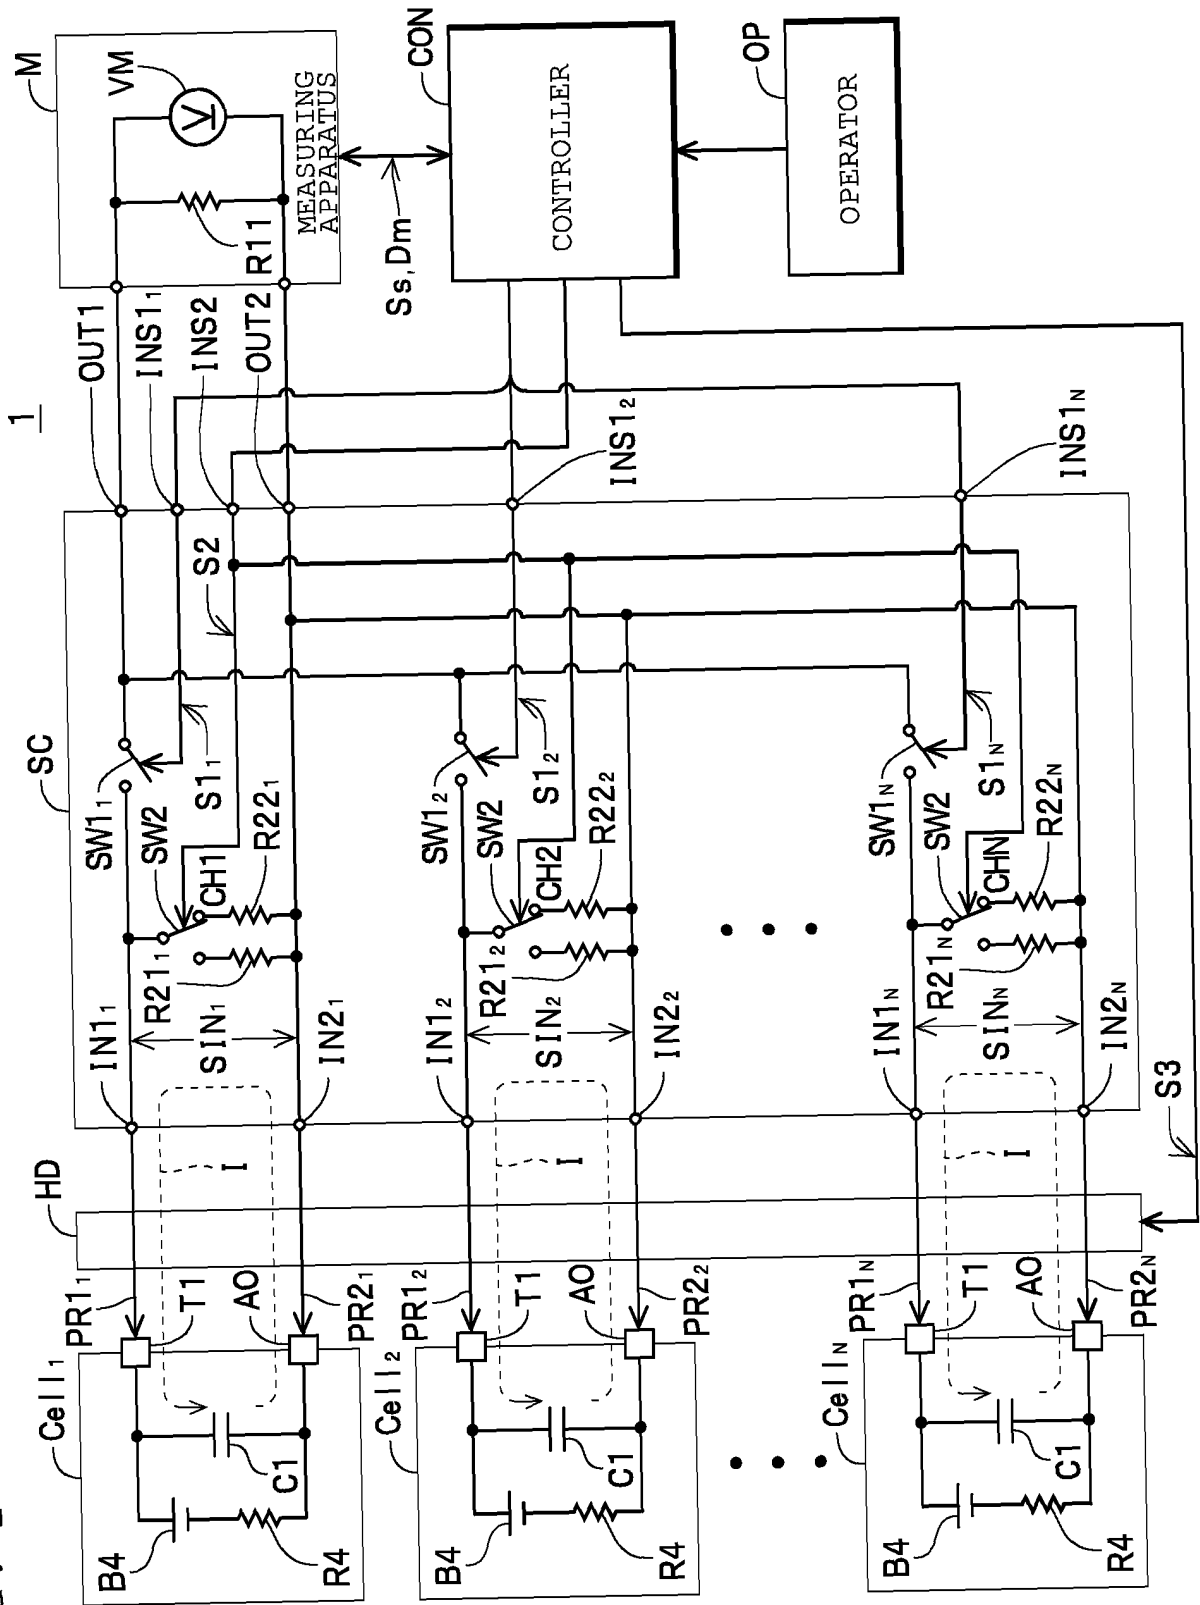 1
M
VM
R11
MEASURING
APPARATUS
Ss,Dm
CON
CONTROLLER
OP
OPERATOR
OUT1
INS1₁
INS2
OUT2
INS1₂
INS1N
SC
S2
SW1₁
SW2
S1₁
CH1
R21₁
R22₁
IN1₁
SIN₁
IN2₁
SW1₂
SW2
S1₂
CH2
R21₂
R22₂
IN1₂
SIN₂
IN2₂
SW1N
SW2
S1N
CHN
R21N
R22N
IN1N
SINN
IN2N
S3
HD
I
I
I
PR1₁
T1
AO
PR2₁
PR1₂
T1
AO
PR2₂
PR1N
T1
AO
PR2N
Cell₁
C1
B4
R4
Cell₂
C1
B4
R4
CellN
C1
B4
R4